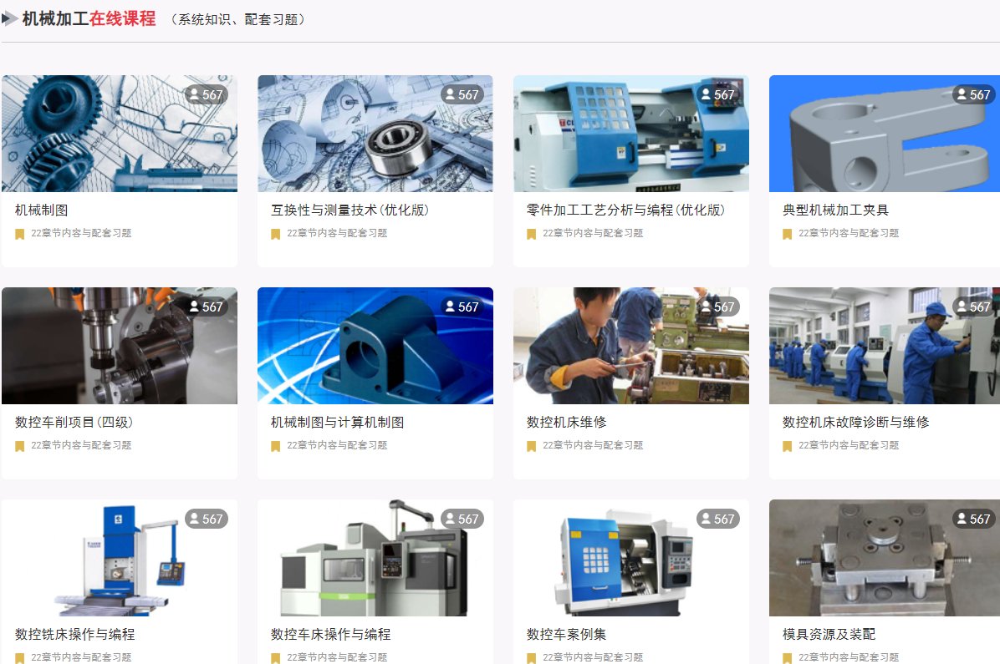 机械加工在线课程 （系统知识、配套习题）
567 567 567 567
机械制图 互换性与测量技术(优化版) 零件加工工艺分析与编程(优化版) 典型机械加工夹具
22章节内容与配套习题 22章节内容与配套习题 22章节内容与配套习题 22章节内容与配套习题
567 567 567 567
数控车削项目(四级) 机械制图与计算机制图 数控机床维修 数控机床故障诊断与维修
22章节内容与配套习题 22章节内容与配套习题 22章节内容与配套习题 22章节内容与配套习题
567 567 567 567
数控铣床操作与编程 数控车床操作与编程 数控车案例集 模具资源及装配
22章节内容与配套习题 22章节内容与配套习题 22章节内容与配套习题 22章节内容与配套习题